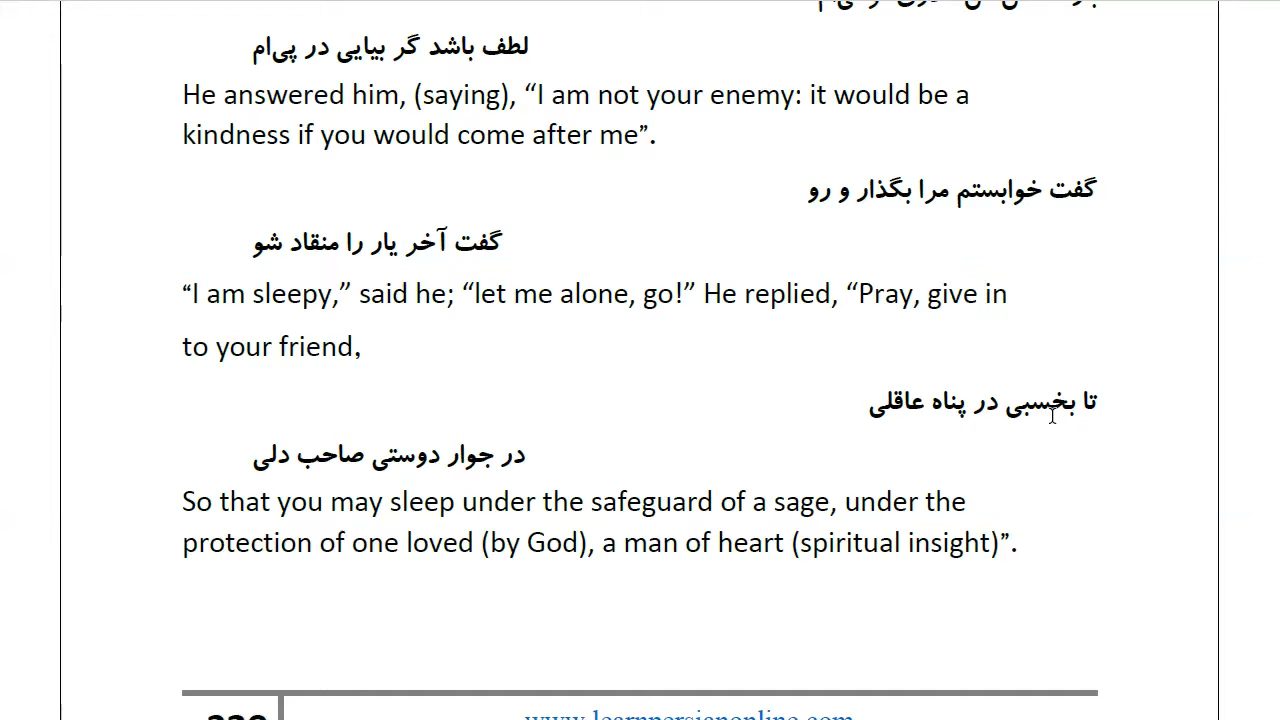 لطف باشد گر بیایی در پی‌ام
He answered him, (saying), “I am not your enemy: it would be a
kindness if you would come after me”.
گفت خوابستم مرا بگذار و رو
گفت آخر یار را منقاد شو
“I am sleepy,” said he; “let me alone, go!” He replied, “Pray, give in
to your friend,
تا بخسبی در پناه عاقلی
در جوار دوستی صاحب دلی
So that you may sleep under the safeguard of a sage, under the
protection of one loved (by God), a man of heart (spiritual insight)”.
www.learnpersianonline.com